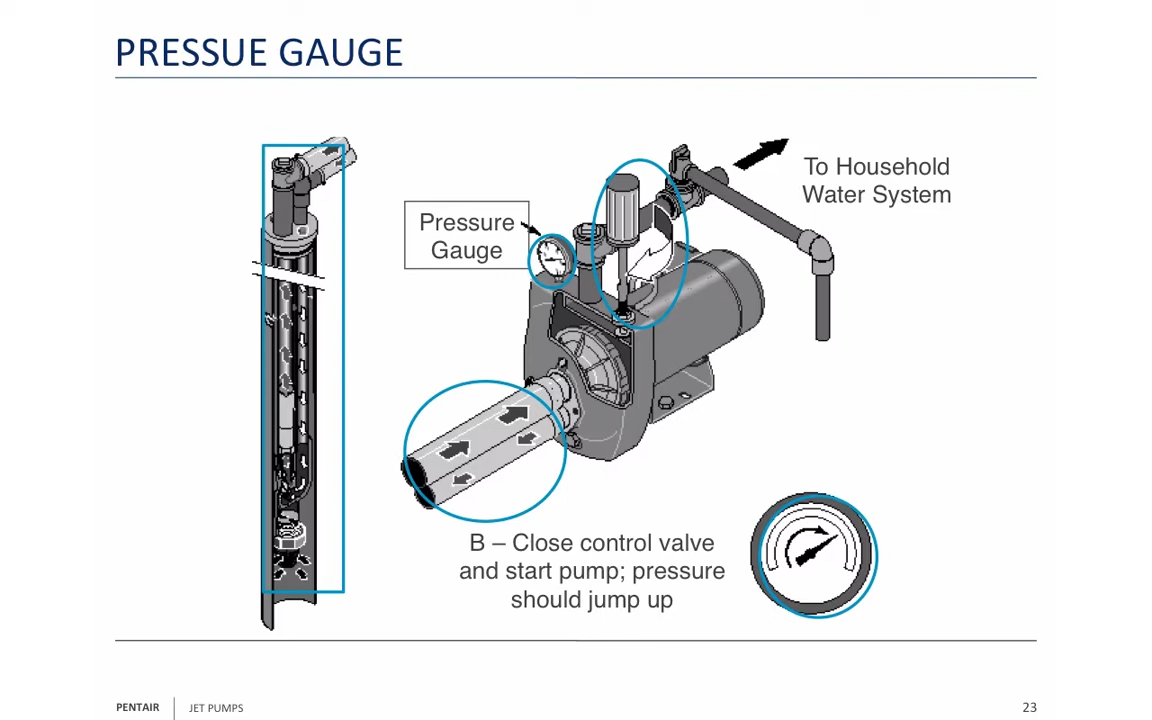 PRESSUE GAUGE
To Household
Water System
Pressure
Gauge
B – Close control valve
and start pump; pressure
should jump up
PENTAIR
JET PUMPS
23